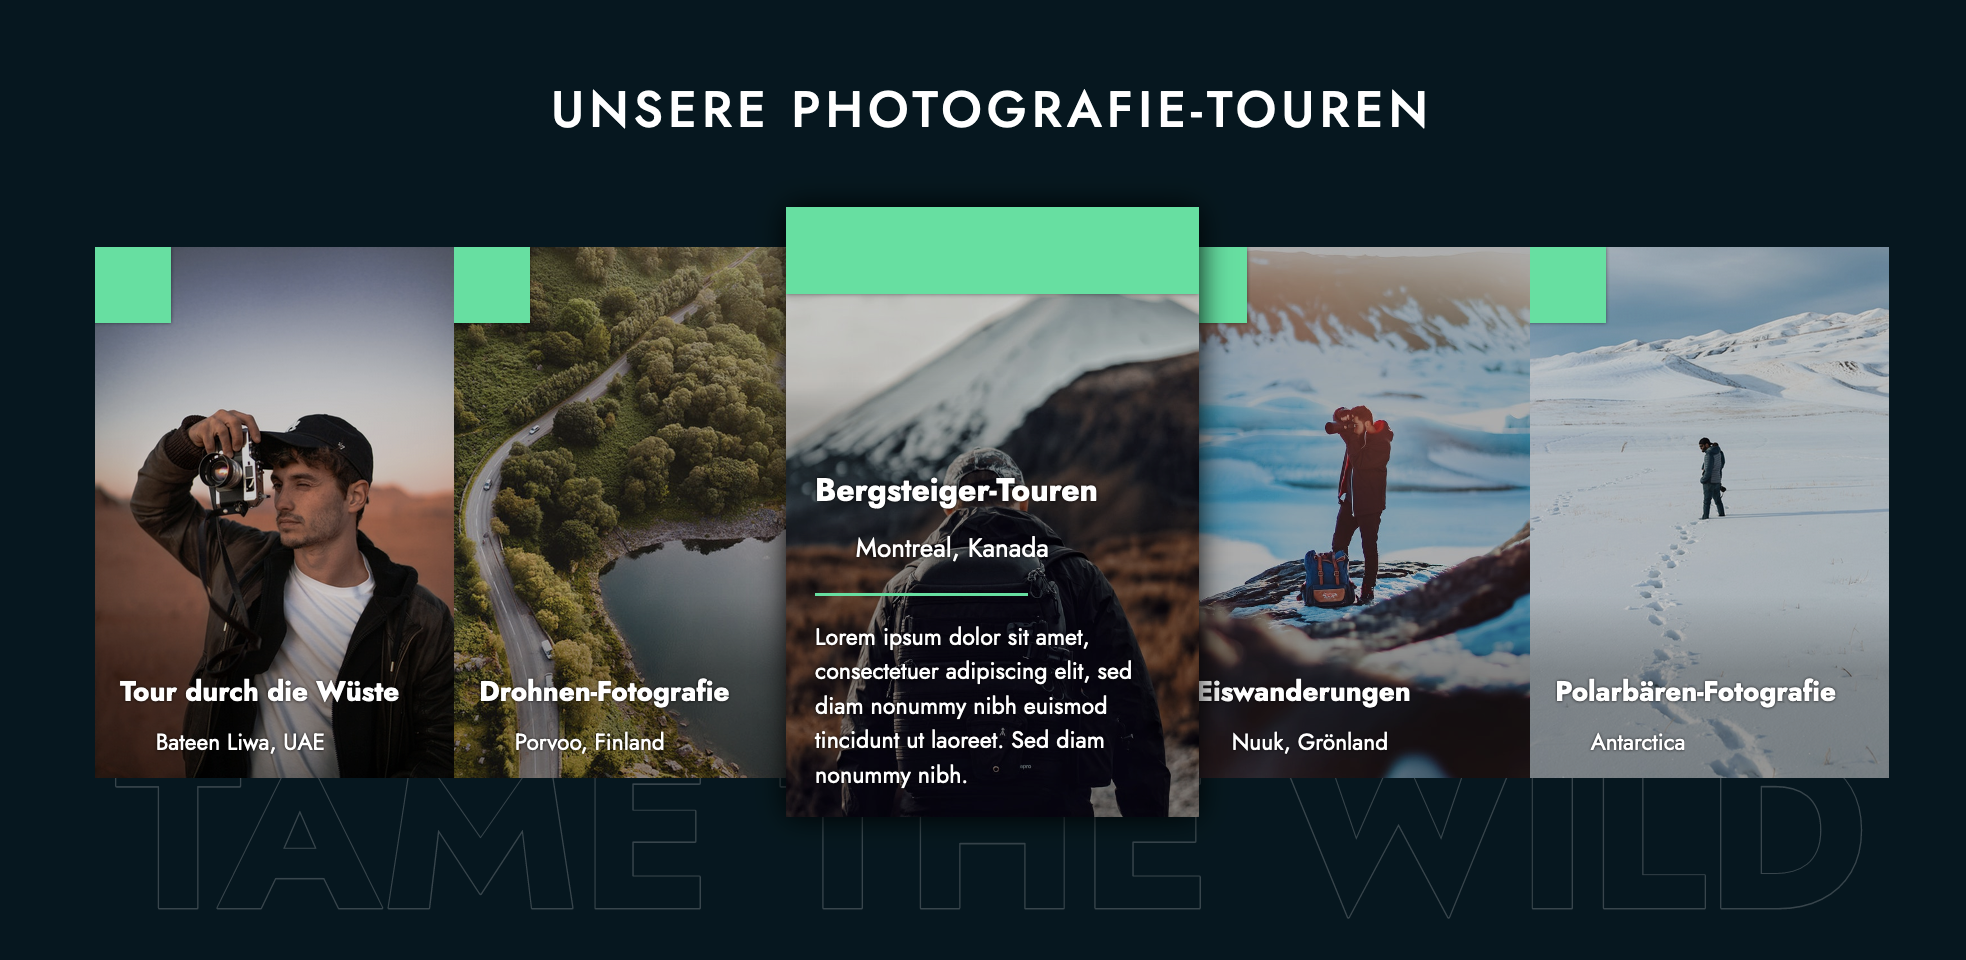 UNSERE PHOTOGRAFIE-TOUREN
Tour durch die Wüste
Bateen Liwa, UAE
Drohnen-Fotografie
Porvoo, Finland
Bergsteiger-Touren
Montreal, Kanada
Lorem ipsum dolor sit amet,
consectetuer adipiscing elit, sed
diam nonummy nibh euismod
tincidunt ut laoreet. Sed diam
nonummy nibh.
Eiswanderungen
Nuuk, Grönland
Polarbären-Fotografie
Antarctica
TAME THE WILD